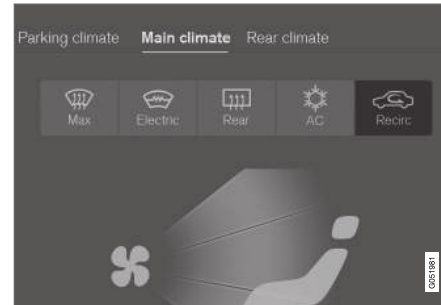 Parking climate Main climate Rear climate
Max Electric Rear AC Recirc
G051981